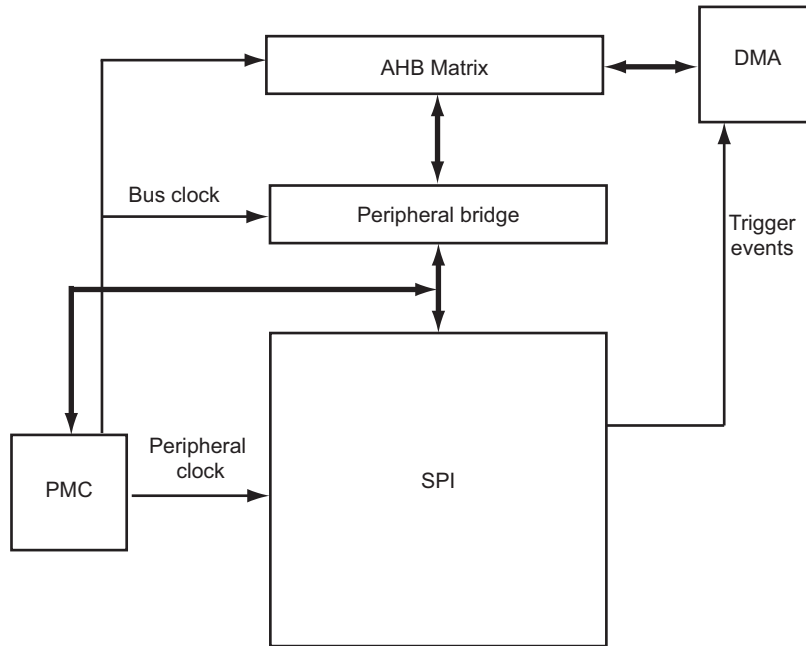 AHB Matrix
DMA
Bus clock
Peripheral bridge
Trigger
events
Peripheral
clock
PMC
SPI